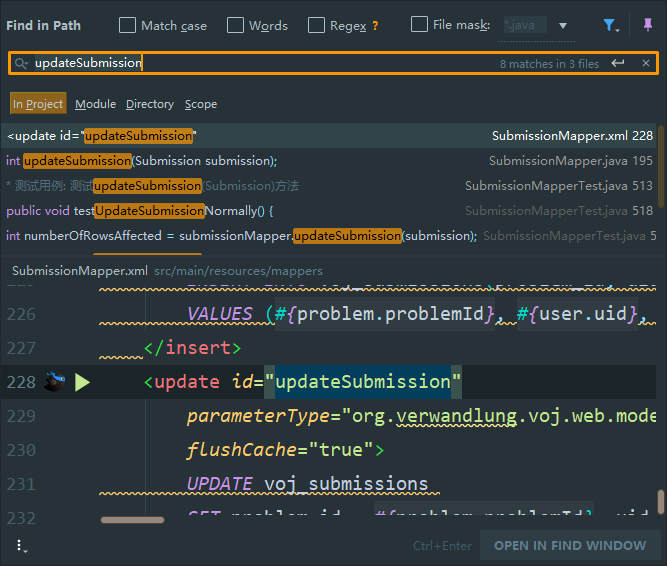 Find in Path Match case Words Regex ? File mask: *.java
updateSubmission 8 matches in 3 files
In Project Module Directory Scope
<update id="updateSubmission" SubmissionMapper.xml 228
int updateSubmission(Submission submission); SubmissionMapper.java 195
* 测试用例: 测试updateSubmission(Submission)方法 SubmissionMapperTest.java 513
public void testUpdateSubmissionNormally() { SubmissionMapperTest.java 518
int numberOfRowsAffected = submissionMapper.updateSubmission(submission); SubmissionMapperTest.java 5
SubmissionMapper.xml src/main/resources/mappers
226 VALUES (#{problem.problemId}, #{user.uid},
227 </insert>
228 <update id="updateSubmission"
229 parameterType="org.verwandlung.voj.web.mode
230 flushCache="true">
231 UPDATE voj_submissions
232
Ctrl+Enter OPEN IN FIND WINDOW